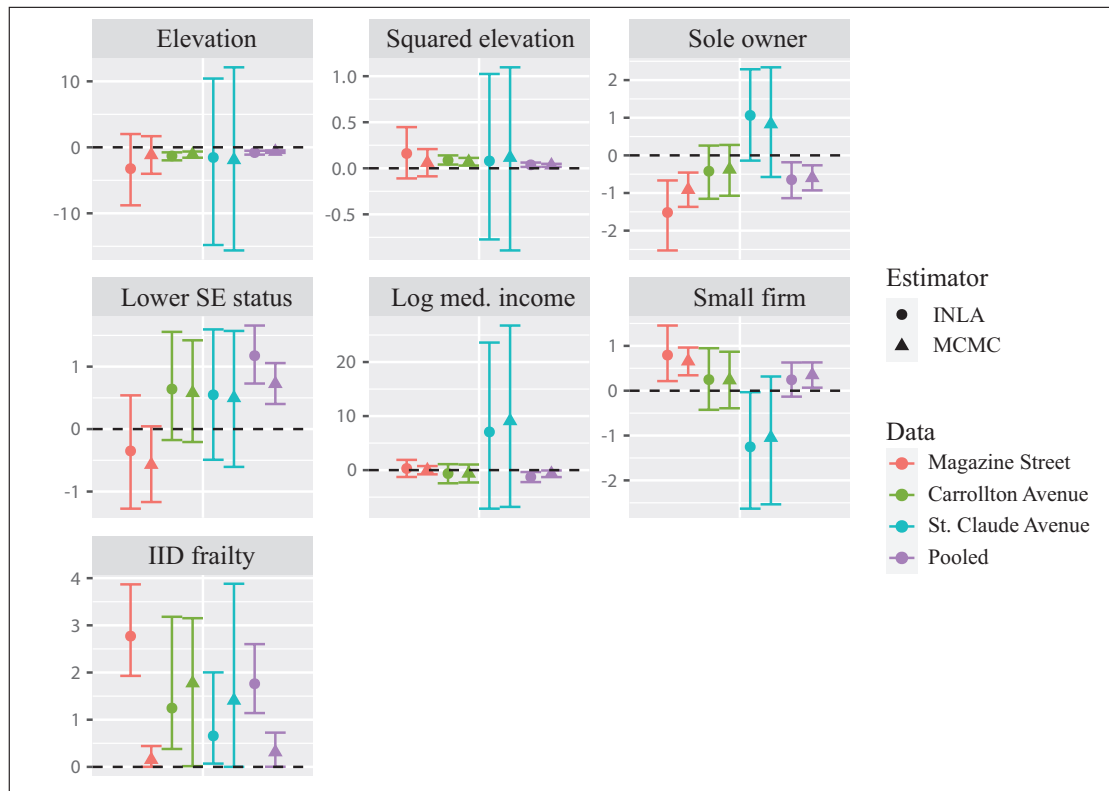 Elevation
Squared elevation
Sole owner
10
0
-10
1.0
0.5
0.0
-0.5
2
1
0
-1
-2
Lower SE status
Log med. income
Small firm
1
0
-1
20
10
0
1
0
-1
-2
IID frailty
4
3
2
1
0
Estimator
INLA
MCMC
Data
Magazine Street
Carrollton Avenue
St. Claude Avenue
Pooled